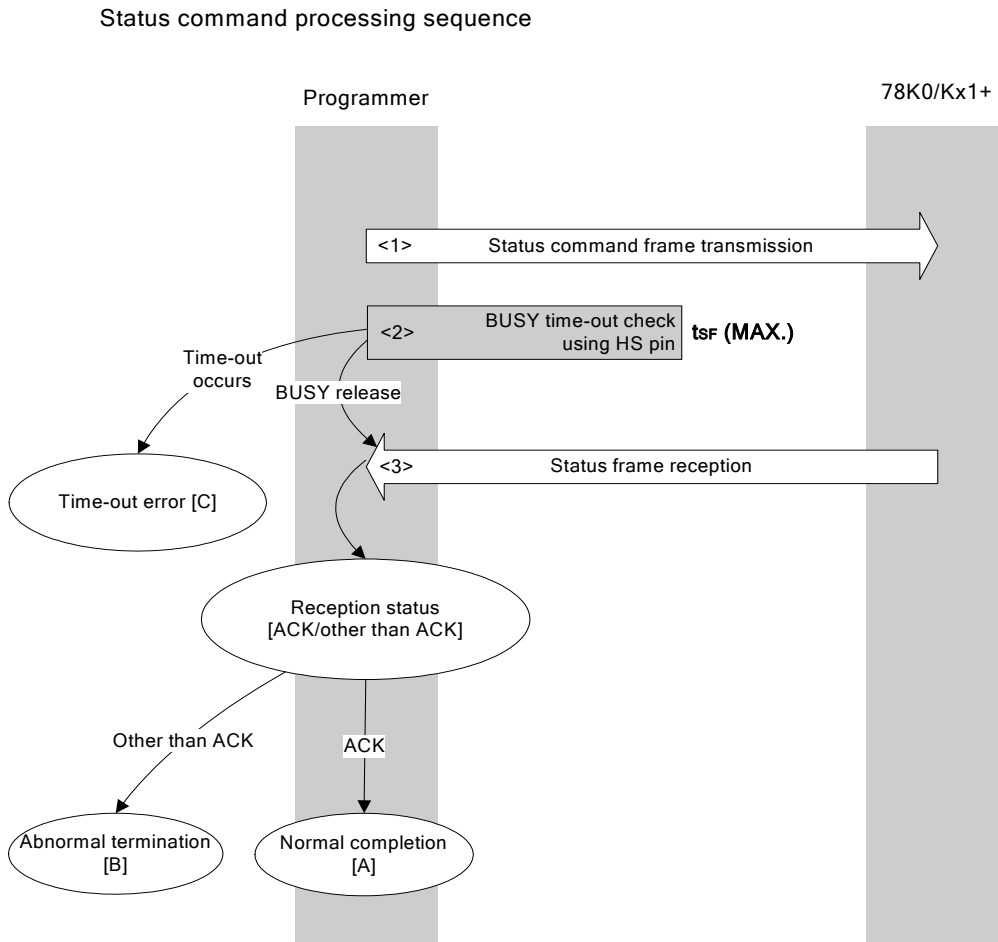 Status command processing sequence
Programmer
78K0/Kx1+
<1> Status command frame transmission
<2> BUSY time-out check
using HS pin
tSF (MAX.)
Time-out
occurs
BUSY release
<3> Status frame reception
Time-out error [C]
Reception status
[ACK/other than ACK]
Other than ACK
ACK
Abnormal termination
[B]
Normal completion
[A]